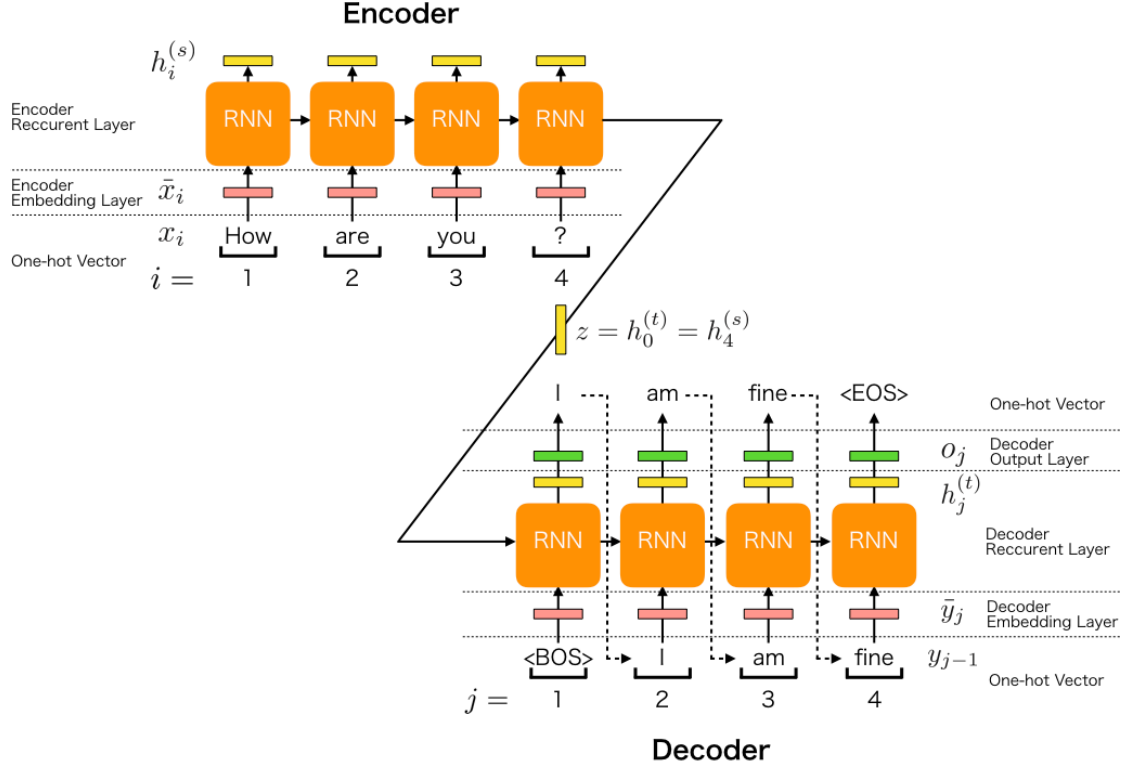 Encoder
h_i^{(s)}
Encoder
Reccurent Layer
RNN RNN RNN RNN
Encoder
Embedding Layer
x̄_i
x_i How are you ?
One-hot Vector
i = 1 2 3 4
z = h_0^{(t)} = h_4^{(s)}
I am fine <EOS> One-hot Vector
o_j Decoder
Output Layer
h_j^{(t)}
RNN RNN RNN RNN
Decoder
Reccurent Layer
ȳ_j Decoder
Embedding Layer
<BOS> I am fine y_{j-1}
One-hot Vector
j = 1 2 3 4
Decoder